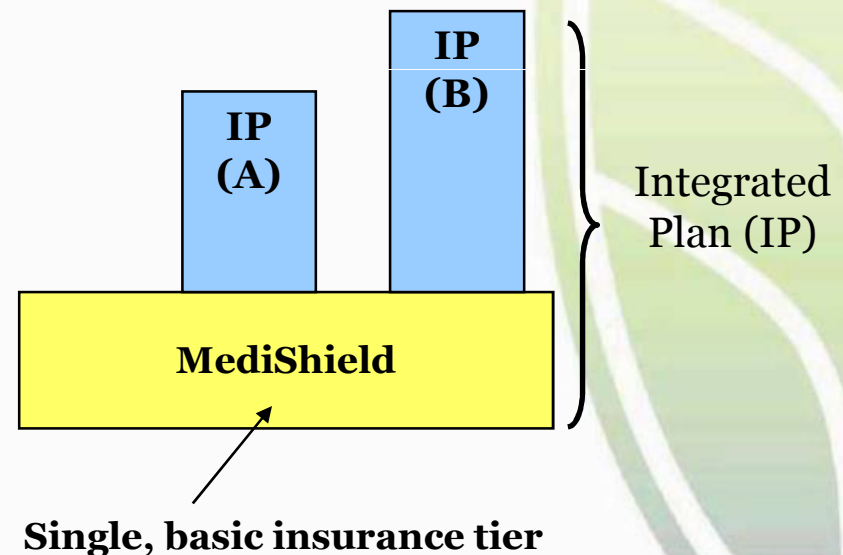 IP
(A)
IP
(B)
Integrated
Plan (IP)
MediShield
Single, basic insurance tier